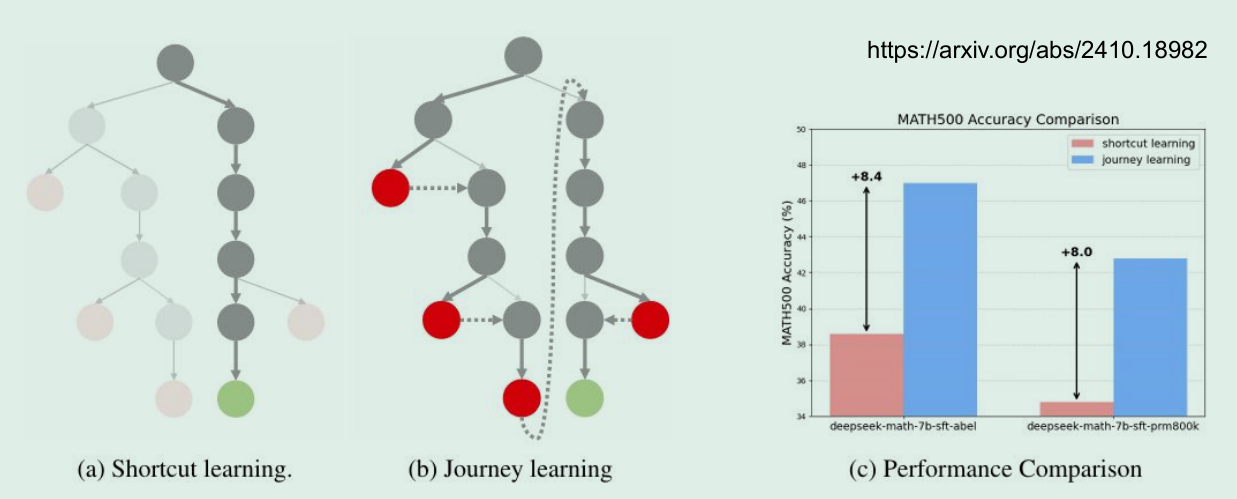 https://arxiv.org/abs/2410.18982
MATH500 Accuracy Comparison
shortcut learning
journey learning
MATH500 Accuracy (%)
50
48
46
44
42
40
38
36
34
+8.4
+8.0
deepseek-math-7b-sft-abel
deepseek-math-7b-sft-prm800k
(a) Shortcut learning.
(b) Journey learning
(c) Performance Comparison